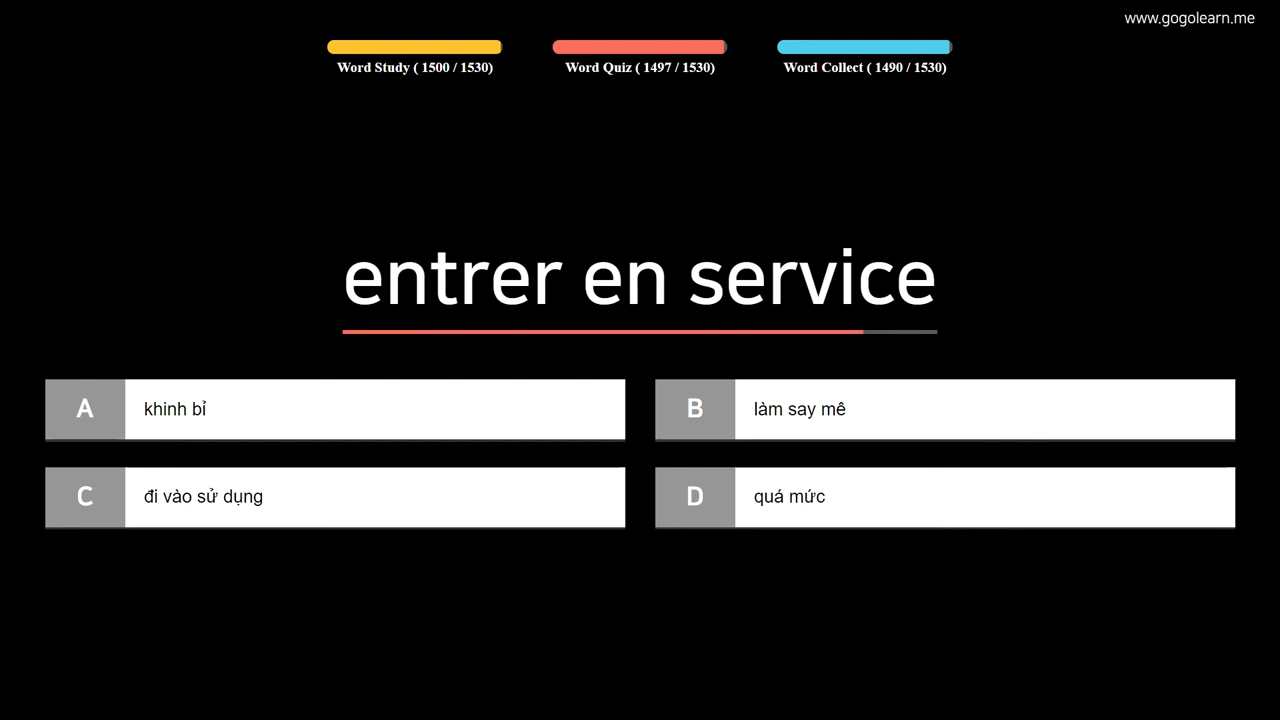 www.gogolearn.me
Word Study ( 1500 / 1530)
Word Quiz ( 1497 / 1530)
Word Collect ( 1490 / 1530)
entrer en service
A khinh bỉ
B làm say mê
C đi vào sử dụng
D quá mức